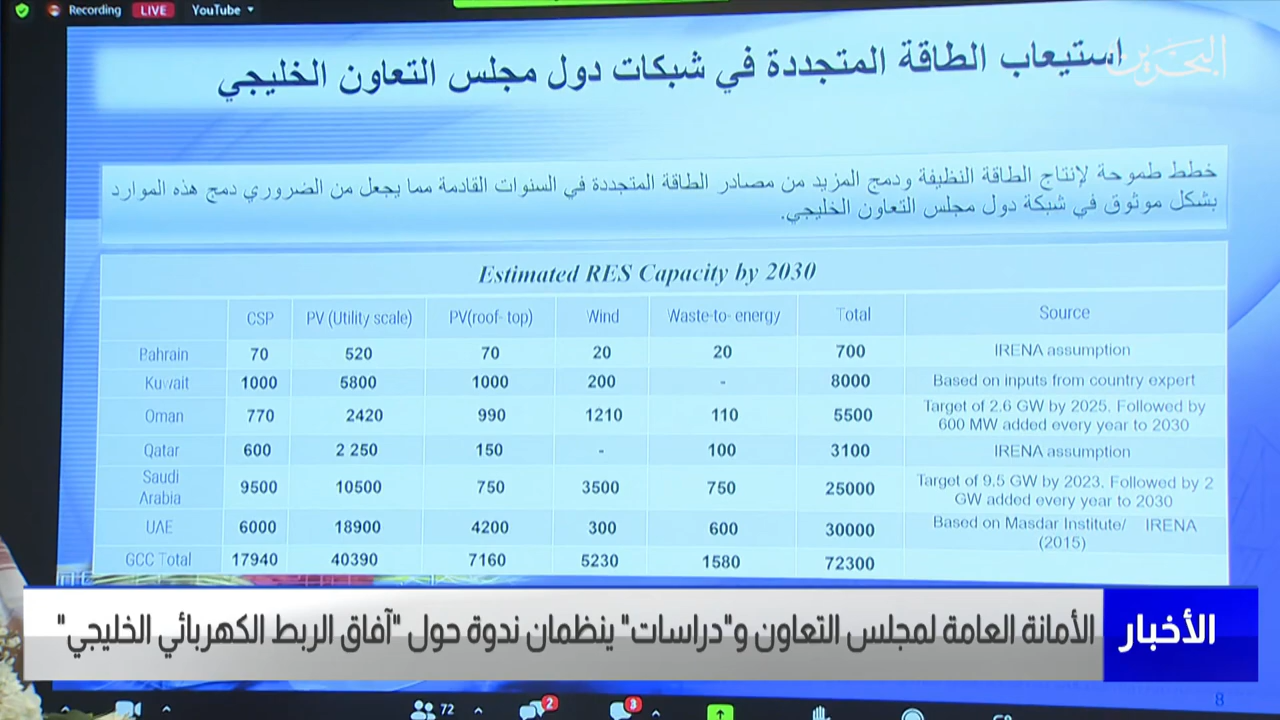 Recording LIVE YouTube
البحرين
استيعاب الطاقة المتجددة في شبكات دول مجلس التعاون الخليجي
خطط طموحة لإنتاج الطاقة النظيفة ودمج المزيد من مصادر الطاقة المتجددة في السنوات القادمة مما يجعل من الضروري دمج هذه الموارد
بشكل موثوق في شبكة دول مجلس التعاون الخليجي.
Estimated RES Capacity by 2030
CSP PV (Utility scale) PV(roof- top) Wind Waste-to- energy Total Source
Bahrain 70 520 70 20 20 700 IRENA assumption
Kuwait 1000 5800 1000 200 - 8000 Based on inputs from country expert
Oman 770 2420 990 1210 110 5500 Target of 2.6 GW by 2025. Followed by
600 MW added every year to 2030
Qatar 600 2 250 150 - 100 3100 IRENA assumption
Saudi
Arabia 9500 10500 750 3500 750 25000 Target of 9.5 GW by 2023. Followed by 2
GW added every year to 2030
UAE 6000 18900 4200 300 600 30000 Based on Masdar Institute/ IRENA
(2015)
GCC Total 17940 40390 7160 5230 1580 72300
الأخبار
الأمانة العامة لمجلس التعاون و"دراسات" ينظمان ندوة حول "آفاق الربط الكهربائي الخليجي"
8
72 2 3